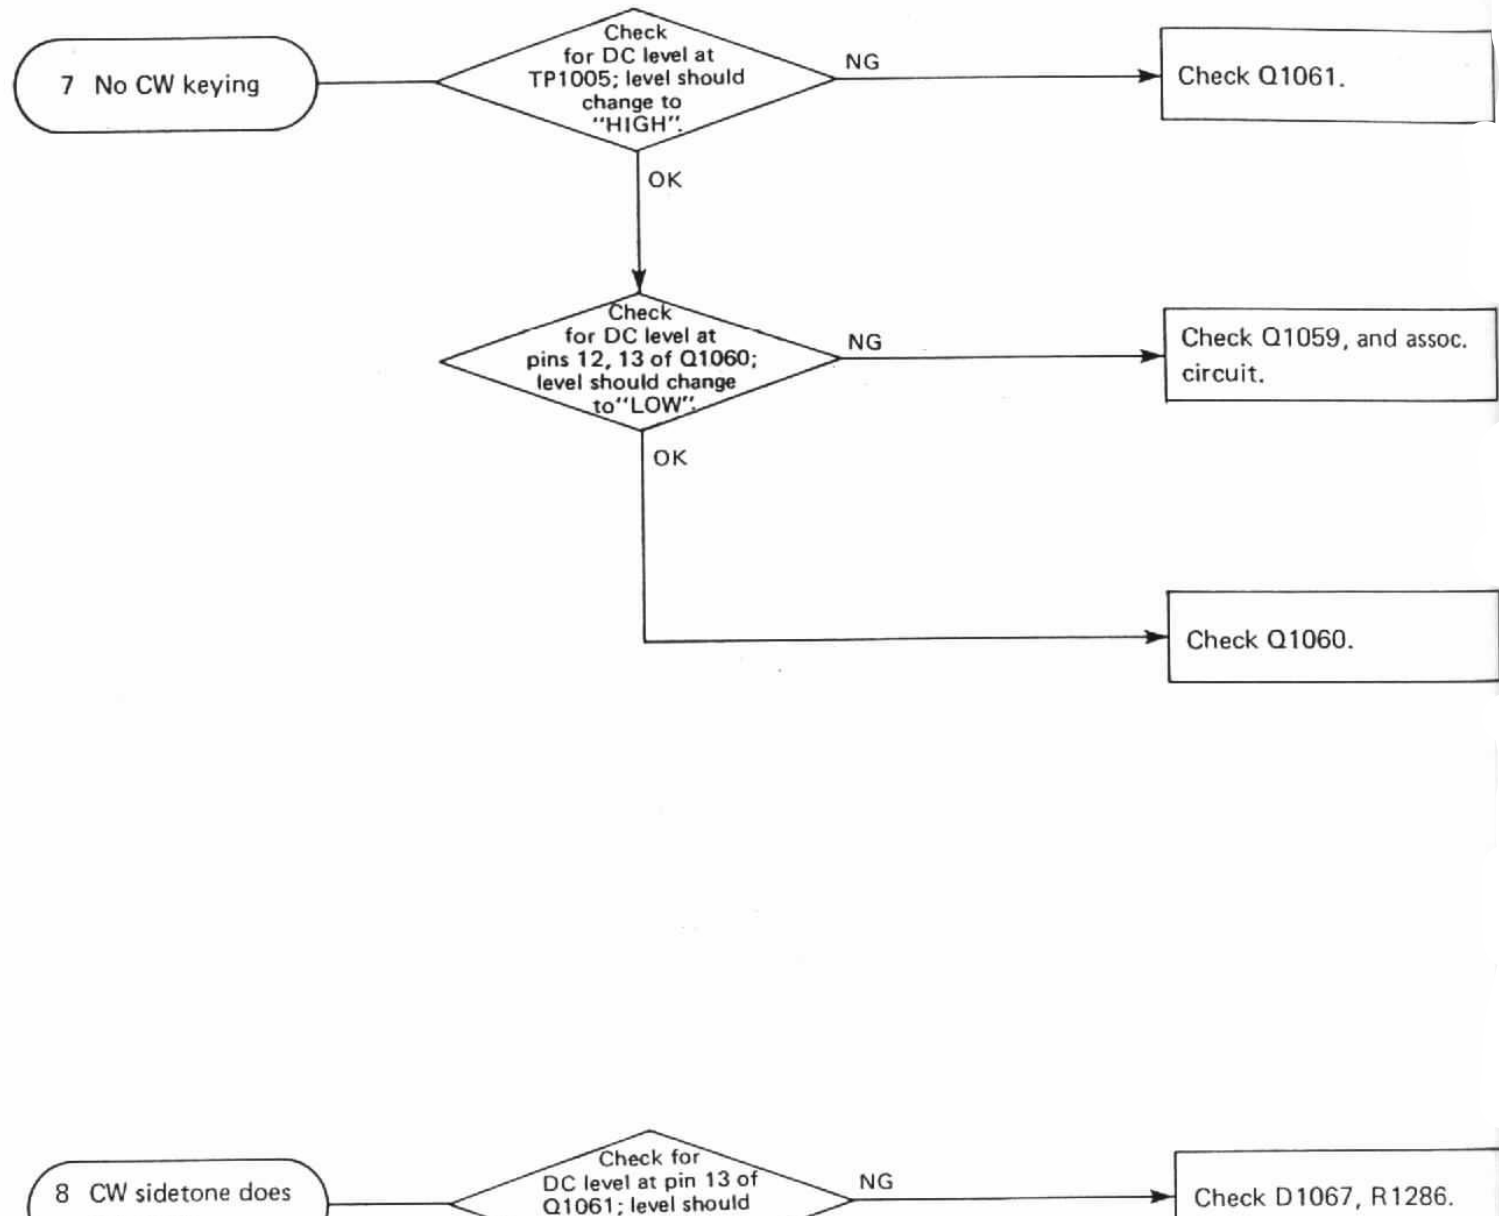 7 No CW keying
Check
for DC level at
TP1005; level should
change to
"HIGH".
NG
Check Q1061.
OK
Check
for DC level at
pins 12, 13 of Q1060;
level should change
to "LOW".
NG
Check Q1059, and assoc.
circuit.
OK
Check Q1060.
8 CW sidetone does
Check for
DC level at pin 13 of
Q1061; level should
NG
Check D1067, R1286.